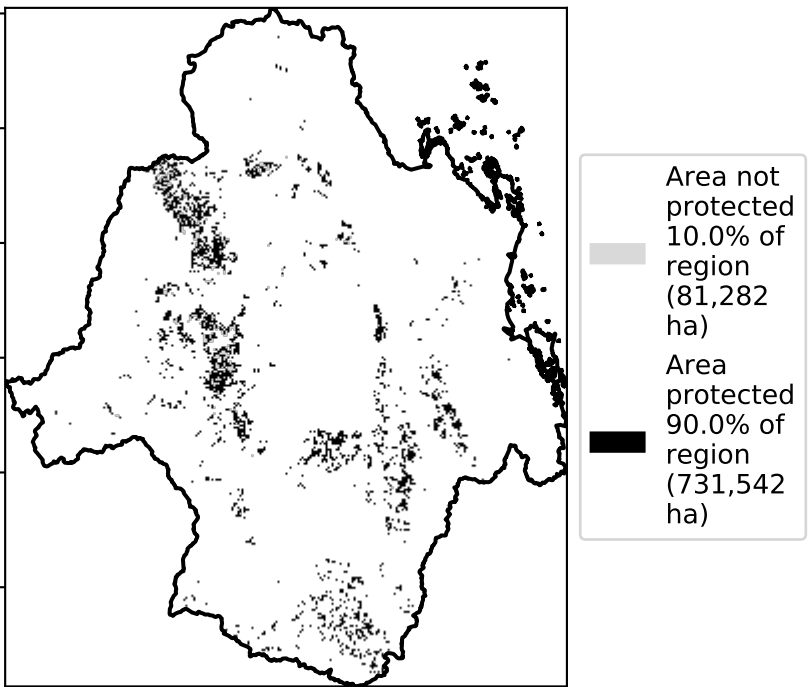 Area not
protected
10.0% of
region
(81,282
ha)
Area
protected
90.0% of
region
(731,542
ha)